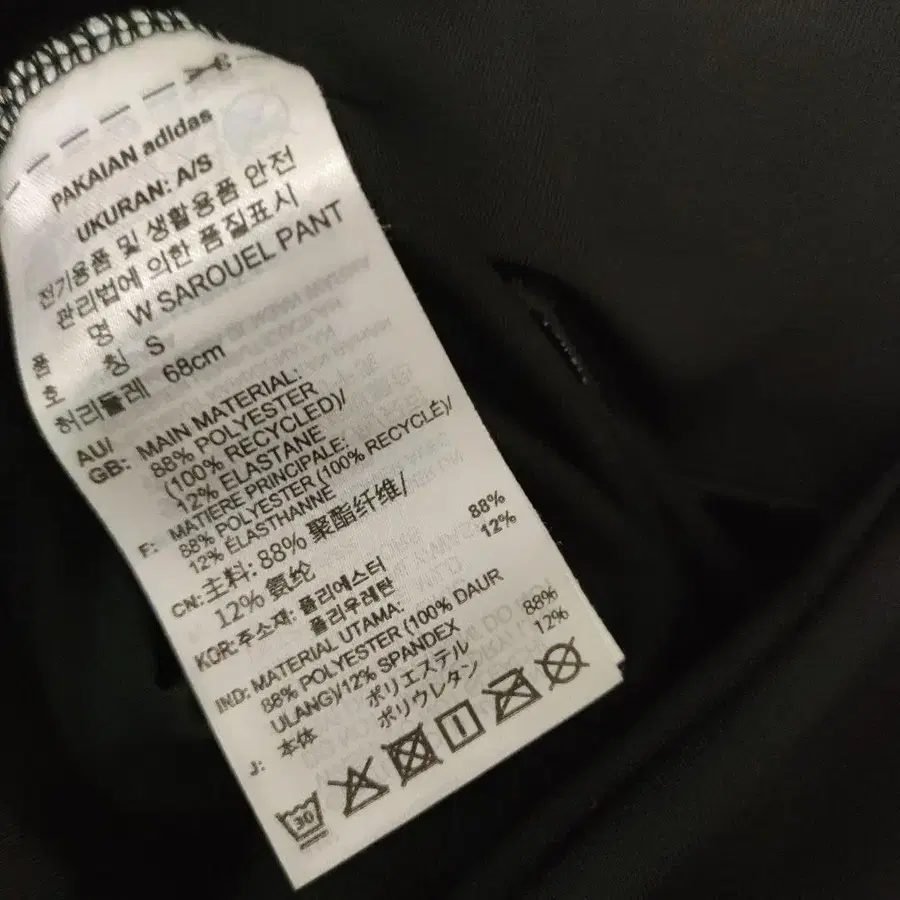 PAKAIAN adidas
UKURAN: A/S
전기용품 및 생활용품 안전
관리법에 의한 품질표시
품 명 W SAROUEL PANT
호 칭 S
허리둘레 68cm
AU/
GB: MAIN MATERIAL:
88% POLYESTER
(100% RECYCLED)/
12% ELASTANE
F: MATIÈRE PRINCIPALE:
88% POLYESTER (100% RECYCLÉ)/
12% ÉLASTHANNE
CN: 主料: 88% 聚酯纤维/
12% 氨纶
KOR: 주소재: 폴리에스터 88%
폴리우레탄 12%
IND: MATERIAL UTAMA:
88% POLYESTER (100% DAUR
ULANG)/12% SPANDEX
J: 本体 ポリエステル 88%
ポリウレタン 12%
30